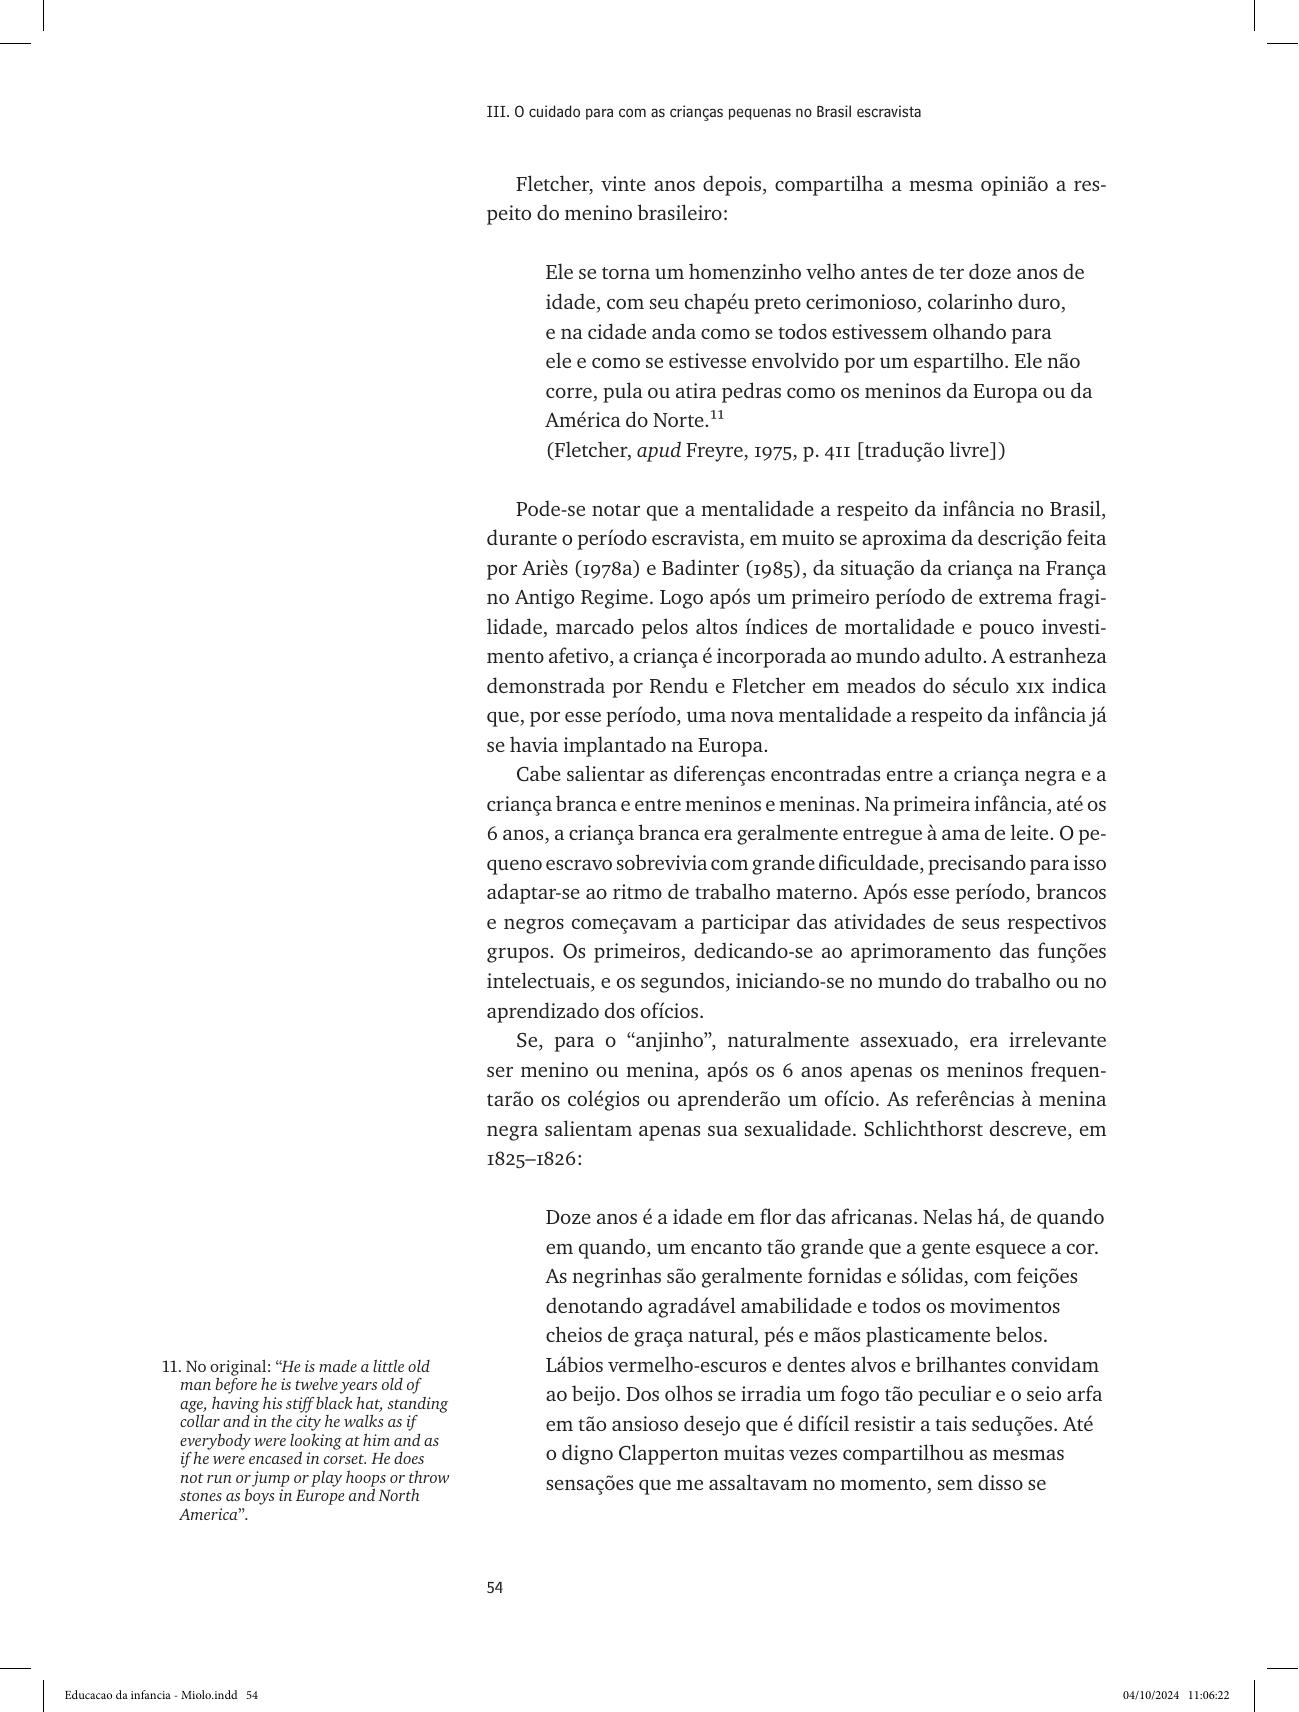 III. O cuidado para com as crianças pequenas no Brasil escravista
Fletcher, vinte anos depois, compartilha a mesma opinião a res-
peito do menino brasileiro:
Ele se torna um homenzinho velho antes de ter doze anos de
idade, com seu chapéu preto cerimonioso, colarinho duro,
e na cidade anda como se todos estivessem olhando para
ele e como se estivesse envolvido por um espartilho. Ele não
corre, pula ou atira pedras como os meninos da Europa ou da
América do Norte.11
(Fletcher, apud Freyre, 1975, p. 411 [tradução livre])
Pode-se notar que a mentalidade a respeito da infância no Brasil,
durante o período escravista, em muito se aproxima da descrição feita
por Ariès (1978a) e Badinter (1985), da situação da criança na França
no Antigo Regime. Logo após um primeiro período de extrema fragi-
lidade, marcado pelos altos índices de mortalidade e pouco investi-
mento afetivo, a criança é incorporada ao mundo adulto. A estranheza
demonstrada por Rendu e Fletcher em meados do século XIX indica
que, por esse período, uma nova mentalidade a respeito da infância já
se havia implantado na Europa.
Cabe salientar as diferenças encontradas entre a criança negra e a
criança branca e entre meninos e meninas. Na primeira infância, até os
6 anos, a criança branca era geralmente entregue à ama de leite. O pe-
queno escravo sobrevivia com grande dificuldade, precisando para isso
adaptar-se ao ritmo de trabalho materno. Após esse período, brancos
e negros começavam a participar das atividades de seus respectivos
grupos. Os primeiros, dedicando-se ao aprimoramento das funções
intelectuais, e os segundos, iniciando-se no mundo do trabalho ou no
aprendizado dos ofícios.
Se, para o “anjinho”, naturalmente assexuado, era irrelevante
ser menino ou menina, após os 6 anos apenas os meninos frequen-
tarão os colégios ou aprenderão um ofício. As referências à menina
negra salientam apenas sua sexualidade. Schlichthorst descreve, em
1825–1826:
Doze anos é a idade em flor das africanas. Nelas há, de quando
em quando, um encanto tão grande que a gente esquece a cor.
As negrinhas são geralmente fornidas e sólidas, com feições
denotando agradável amabilidade e todos os movimentos
cheios de graça natural, pés e mãos plasticamente belos.
Lábios vermelho-escuros e dentes alvos e brilhantes convidam
ao beijo. Dos olhos se irradia um fogo tão peculiar e o seio arfa
em tão ansioso desejo que é difícil resistir a tais seduções. Até
o digno Clapperton muitas vezes compartilhou as mesmas
sensações que me assaltavam no momento, sem disso se
11. No original: “He is made a little old
man before he is twelve years old of
age, having his stiff black hat, standing
collar and in the city he walks as if
everybody were looking at him and as
if he were encased in corset. He does
not run or jump or play hoops or throw
stones as boys in Europe and North
America”.
54
Educacao da infancia - Miolo.indd 54
04/10/2024 11:06:22